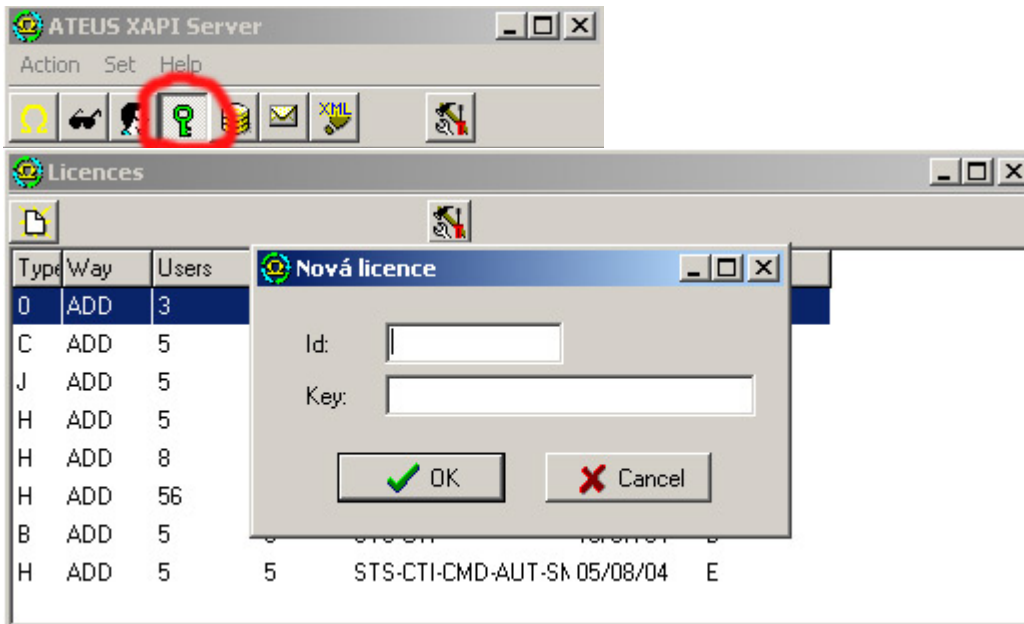 ATEUS XAPI Server
Action Set Help
XML
Licences
Type Way Users
0 ADD 3
C ADD 5
J ADD 5
H ADD 5
H ADD 8
H ADD 56
B ADD 5
H ADD 5 5 STS-CTI-CMD-AUT-SM 05/08/04 E
Nová licence
Id:
Key:
OK Cancel